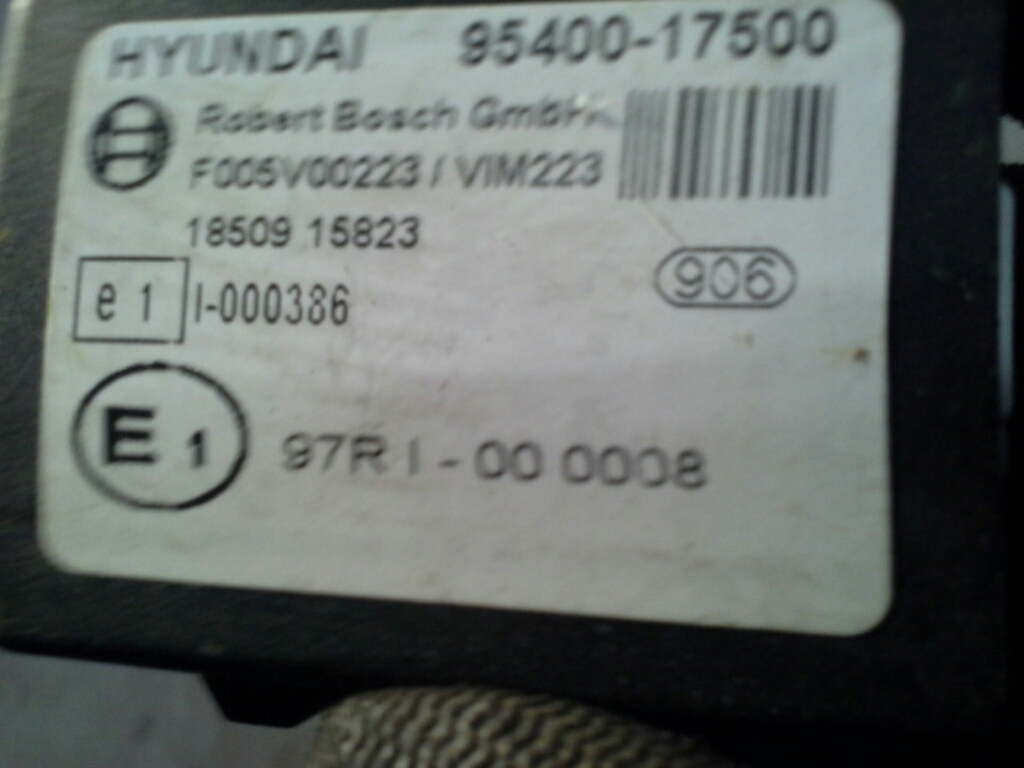 HYUNDAI 95400-17500
Robert Bosch GmbH
F005V00223 / VIM223
18509 15823
906
e 1 I-000386
E 1 97R I - 00 0008